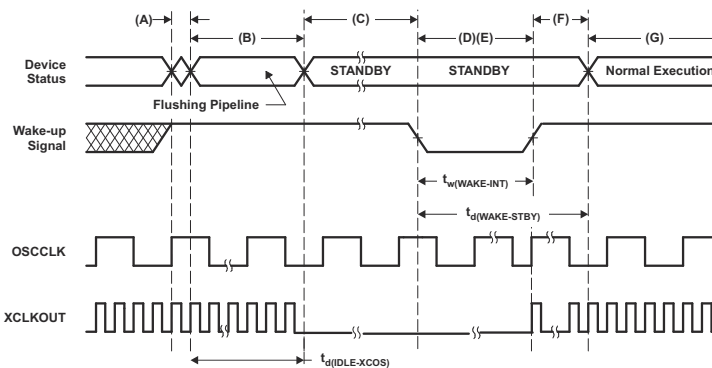 (A)
(B)
(C)
(D)(E)
(F)
(G)
Device
Status
STANDBY
STANDBY
Normal Execution
Flushing Pipeline
Wake-up
Signal
tw(WAKE-INT)
td(WAKE-STBY)
OSCCLK
XCLKOUT
td(IDLE-XCOS)